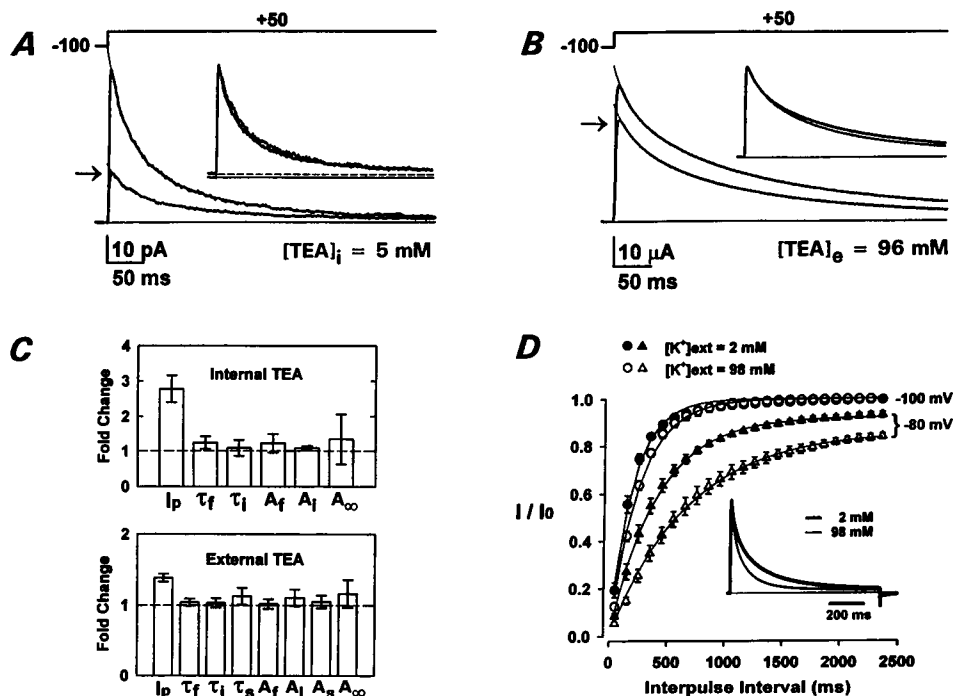 A
+50
-100
[TEA]i = 5 mM
10 pA
50 ms
B
+50
-100
[TEA]e = 96 mM
10 µA
50 ms
C
Fold Change
4
3
2
1
0
Internal TEA
Ip τf τi Af Ai A∞
Fold Change
2
1
0
External TEA
Ip τf τi τs Af Ai As A∞
D
[K+]ext = 2 mM
[K+]ext = 98 mM
I / I0
1.0
0.8
0.6
0.4
0.2
0.0
-100 mV
-80 mV
2 mM
98 mM
200 ms
0 500 1000 1500 2000 2500
Interpulse Interval (ms)